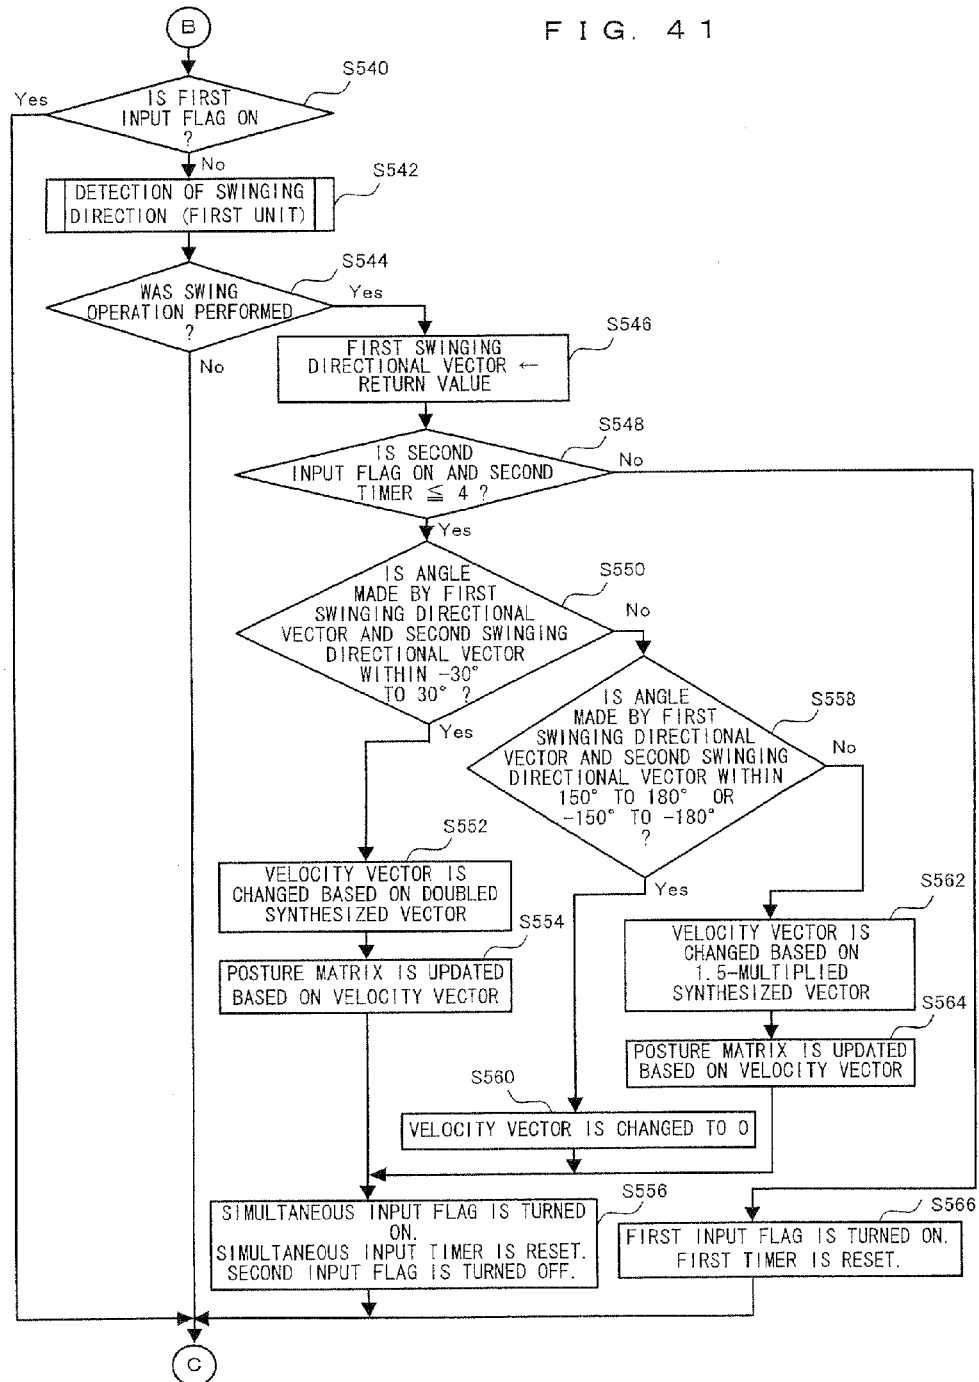 FIG. 41
B
S540
Yes
IS FIRST
INPUT FLAG ON
?
No
S542
DETECTION OF SWINGING
DIRECTION (FIRST UNIT)
S544
WAS SWING
OPERATION PERFORMED
?
Yes
No
S546
FIRST SWINGING
DIRECTIONAL VECTOR ←
RETURN VALUE
S548
IS SECOND
INPUT FLAG ON AND SECOND
TIMER ≦ 4 ?
No
Yes
S550
IS ANGLE
MADE BY FIRST
SWINGING DIRECTIONAL
VECTOR AND SECOND SWINGING
DIRECTIONAL VECTOR
WITHIN -30°
TO 30° ?
No
Yes
S558
IS ANGLE
MADE BY FIRST
SWINGING DIRECTIONAL
VECTOR AND SECOND SWINGING
DIRECTIONAL VECTOR WITHIN
150° TO 180° OR
-150° TO -180°
?
No
Yes
S552
VELOCITY VECTOR IS
CHANGED BASED ON DOUBLED
SYNTHESIZED VECTOR
S554
POSTURE MATRIX IS UPDATED
BASED ON VELOCITY VECTOR
S562
VELOCITY VECTOR IS
CHANGED BASED ON
1.5-MULTIPLIED
SYNTHESIZED VECTOR
S564
POSTURE MATRIX IS UPDATED
BASED ON VELOCITY VECTOR
S560
VELOCITY VECTOR IS CHANGED TO 0
S556
SIMULTANEOUS INPUT FLAG IS TURNED
ON.
SIMULTANEOUS INPUT TIMER IS RESET.
SECOND INPUT FLAG IS TURNED OFF.
S566
FIRST INPUT FLAG IS TURNED ON.
FIRST TIMER IS RESET.
C